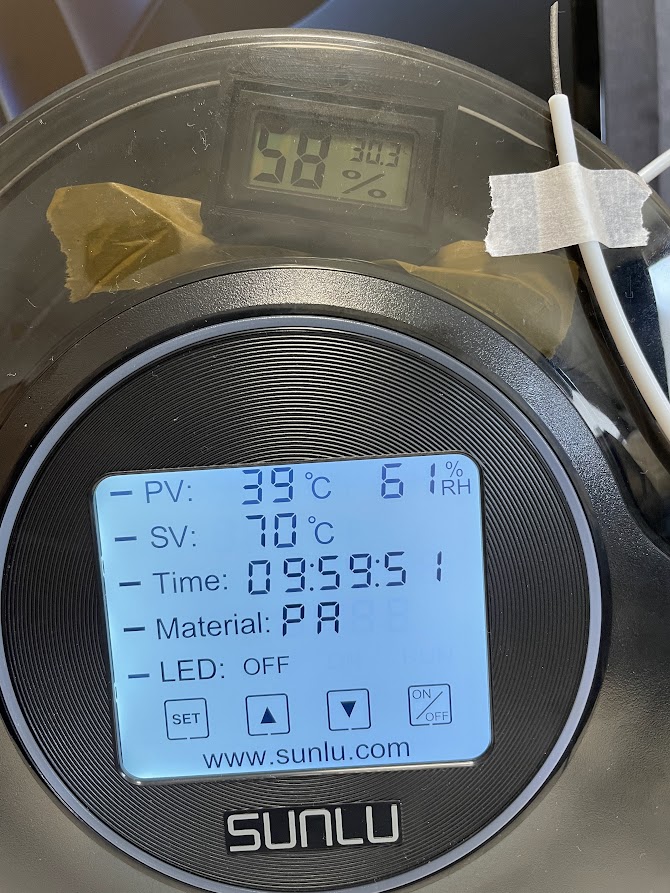 58 30.3
%
PV: 39 °C 61 % RH
SV: 70 °C
Time: 09:59:51
Material: PA
LED: OFF
SET ▲ ▼ ON/OFF
www.sunlu.com
SUNLU